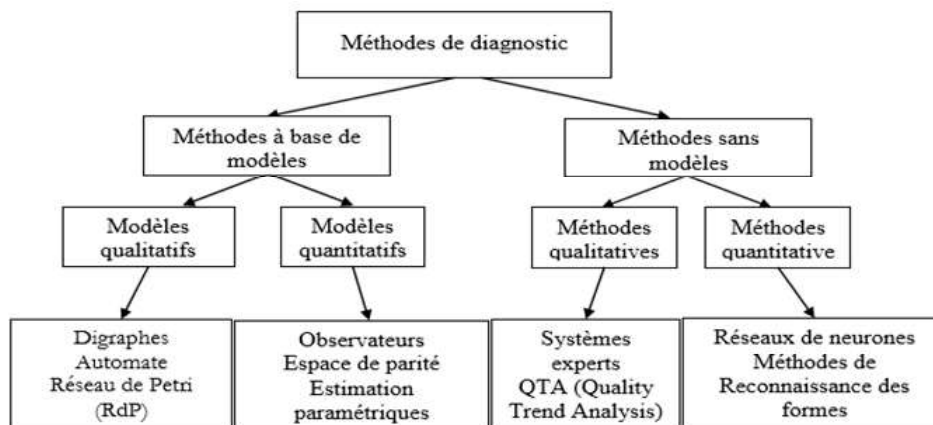 Méthodes de diagnostic
Méthodes à base de
modèles
Méthodes sans
modèles
Modèles
qualitatifs
Modèles
quantitatifs
Méthodes
qualitatives
Méthodes
quantitative
Digraphes
Automate
Réseau de Petri
(RdP)
Observateurs
Espace de parité
Estimation
paramétriques
Systèmes
experts
QTA (Quality
Trend Analysis)
Réseaux de neurones
Méthodes de
Reconnaissance des
formes